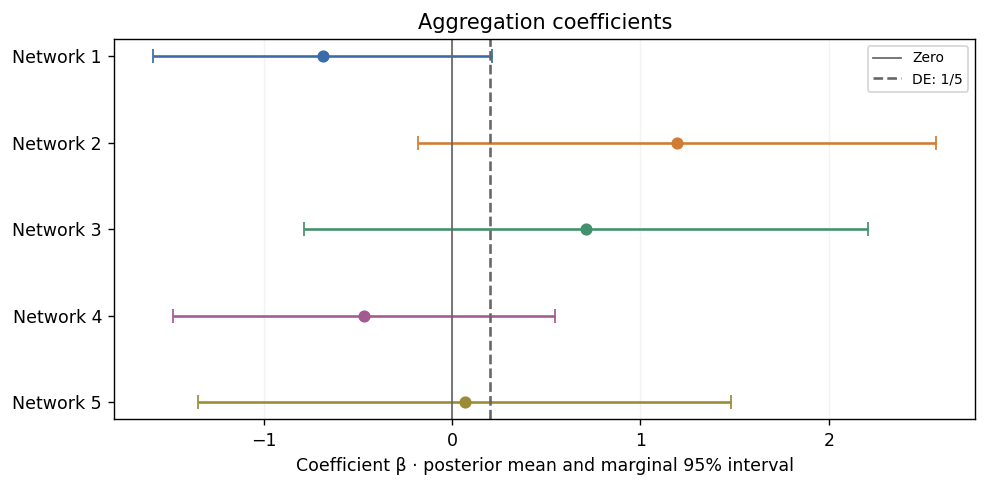 Aggregation coefficients
Zero
DE: 1/5
Network 1
Network 2
Network 3
Network 4
Network 5
−1
0
1
2
Coefficient β · posterior mean and marginal 95% interval